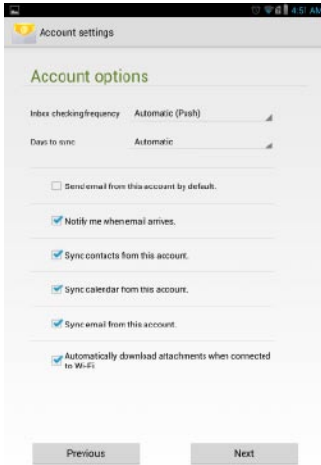 4:51 AM
Account settings
Account options
Inbox checking frequency Automatic (Push)
Days to sync Automatic
Send email from this account by default.
Notify me when email arrives.
Sync contacts from this account.
Sync calendar from this account.
Sync email from this account.
Automatically download attachments when connected
to Wi-Fi
Previous Next